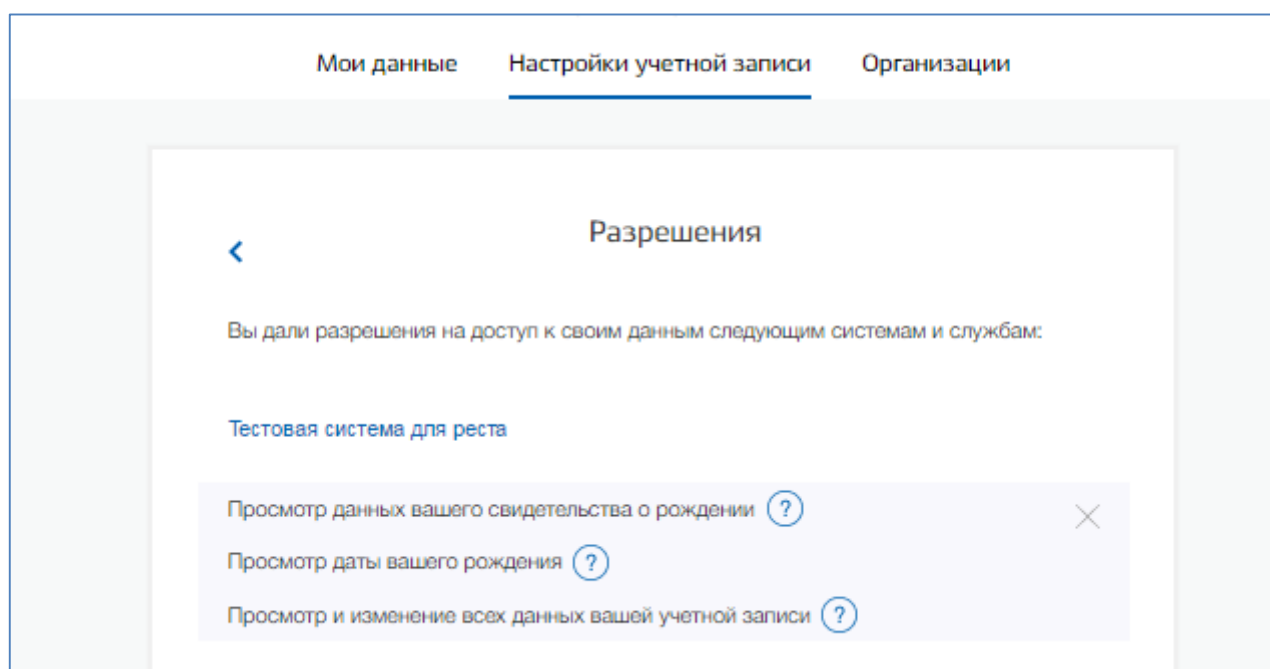 Мои данные Настройки учетной записи Организации
Разрешения
Вы дали разрешения на доступ к своим данным следующим системам и службам:
Тестовая система для реста
Просмотр данных вашего свидетельства о рождении ?
Просмотр даты вашего рождения ?
Просмотр и изменение всех данных вашей учетной записи ?